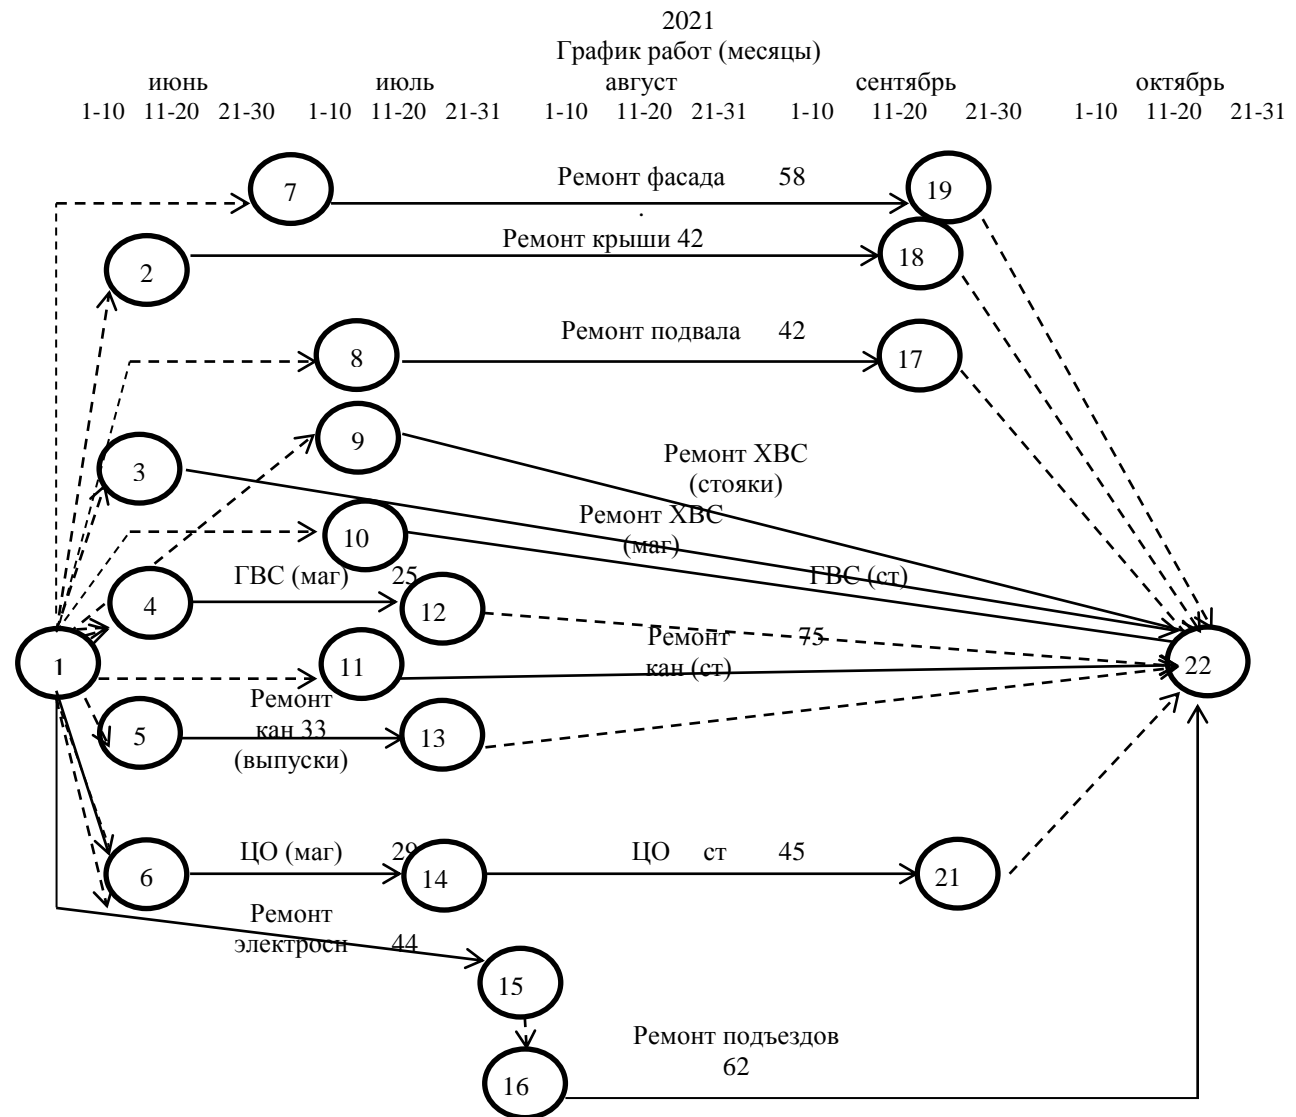 2021
График работ (месяцы)
июнь июль август сентябрь октябрь
1-10 11-20 21-30 1-10 11-20 21-31 1-10 11-20 21-31 1-10 11-20 21-30 1-10 11-20 21-31
Ремонт фасада 58
7
19
.
Ремонт крыши 42
2
18
Ремонт подвала 42
8
17
9
3
Ремонт ХВС
(стояки)
Ремонт ХВС
(маг)
10
ГВС (маг) 25
ГВС (ст)
4
12
Ремонт 75
кан (ст)
1
11
22
Ремонт
кан 33
(выпуски)
5
13
ЦО (маг) 29
ЦО ст 45
6
14
21
Ремонт
электросн 44
15
Ремонт подъездов
62
16